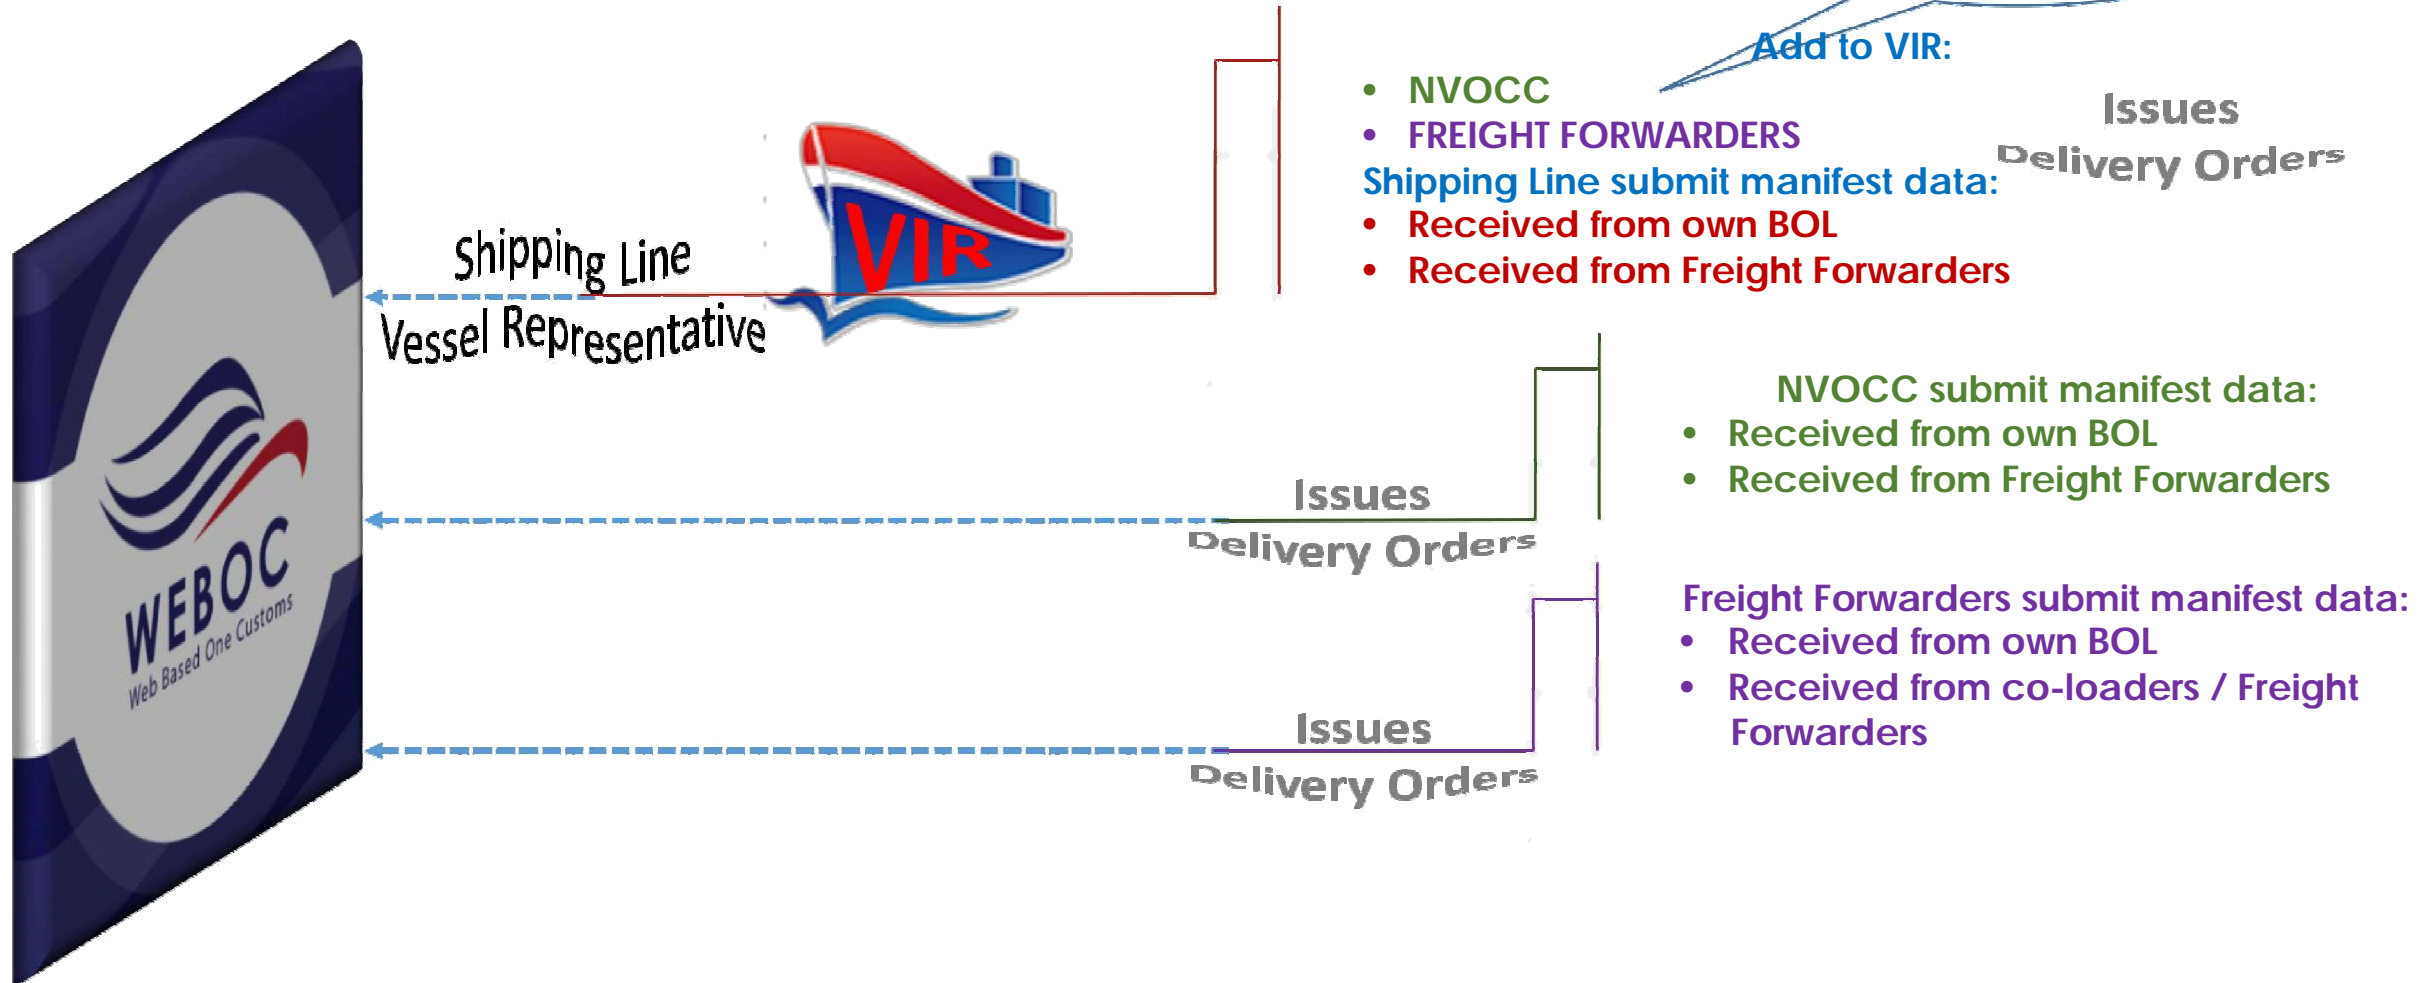 Add to VIR:
• NVOCC
• FREIGHT FORWARDERS
Shipping Line submit manifest data:
• Received from own BOL
• Received from Freight Forwarders
Issues
Delivery Orders
Shipping Line
Vessel Representative
VIR
NVOCC submit manifest data:
• Received from own BOL
• Received from Freight Forwarders
Issues
Delivery Orders
Freight Forwarders submit manifest data:
• Received from own BOL
• Received from co-loaders / Freight
Forwarders
Issues
Delivery Orders
WEBOC
Web Based One Customs